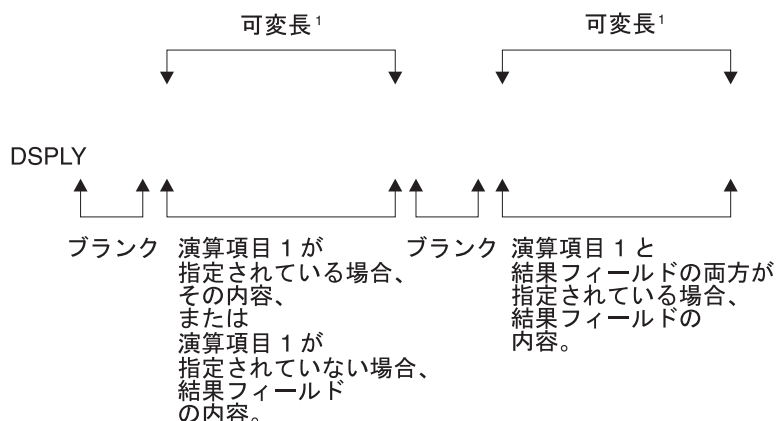 可変長¹ 可変長¹
DSPLY
ブランク
演算項目 1 が
指定されている場合、
その内容、
または
演算項目 1 が
指定されていない場合、
結果フィールド
の内容。
ブランク
演算項目 1 と
結果フィールドの両方が
指定されている場合、
結果フィールドの
内容。